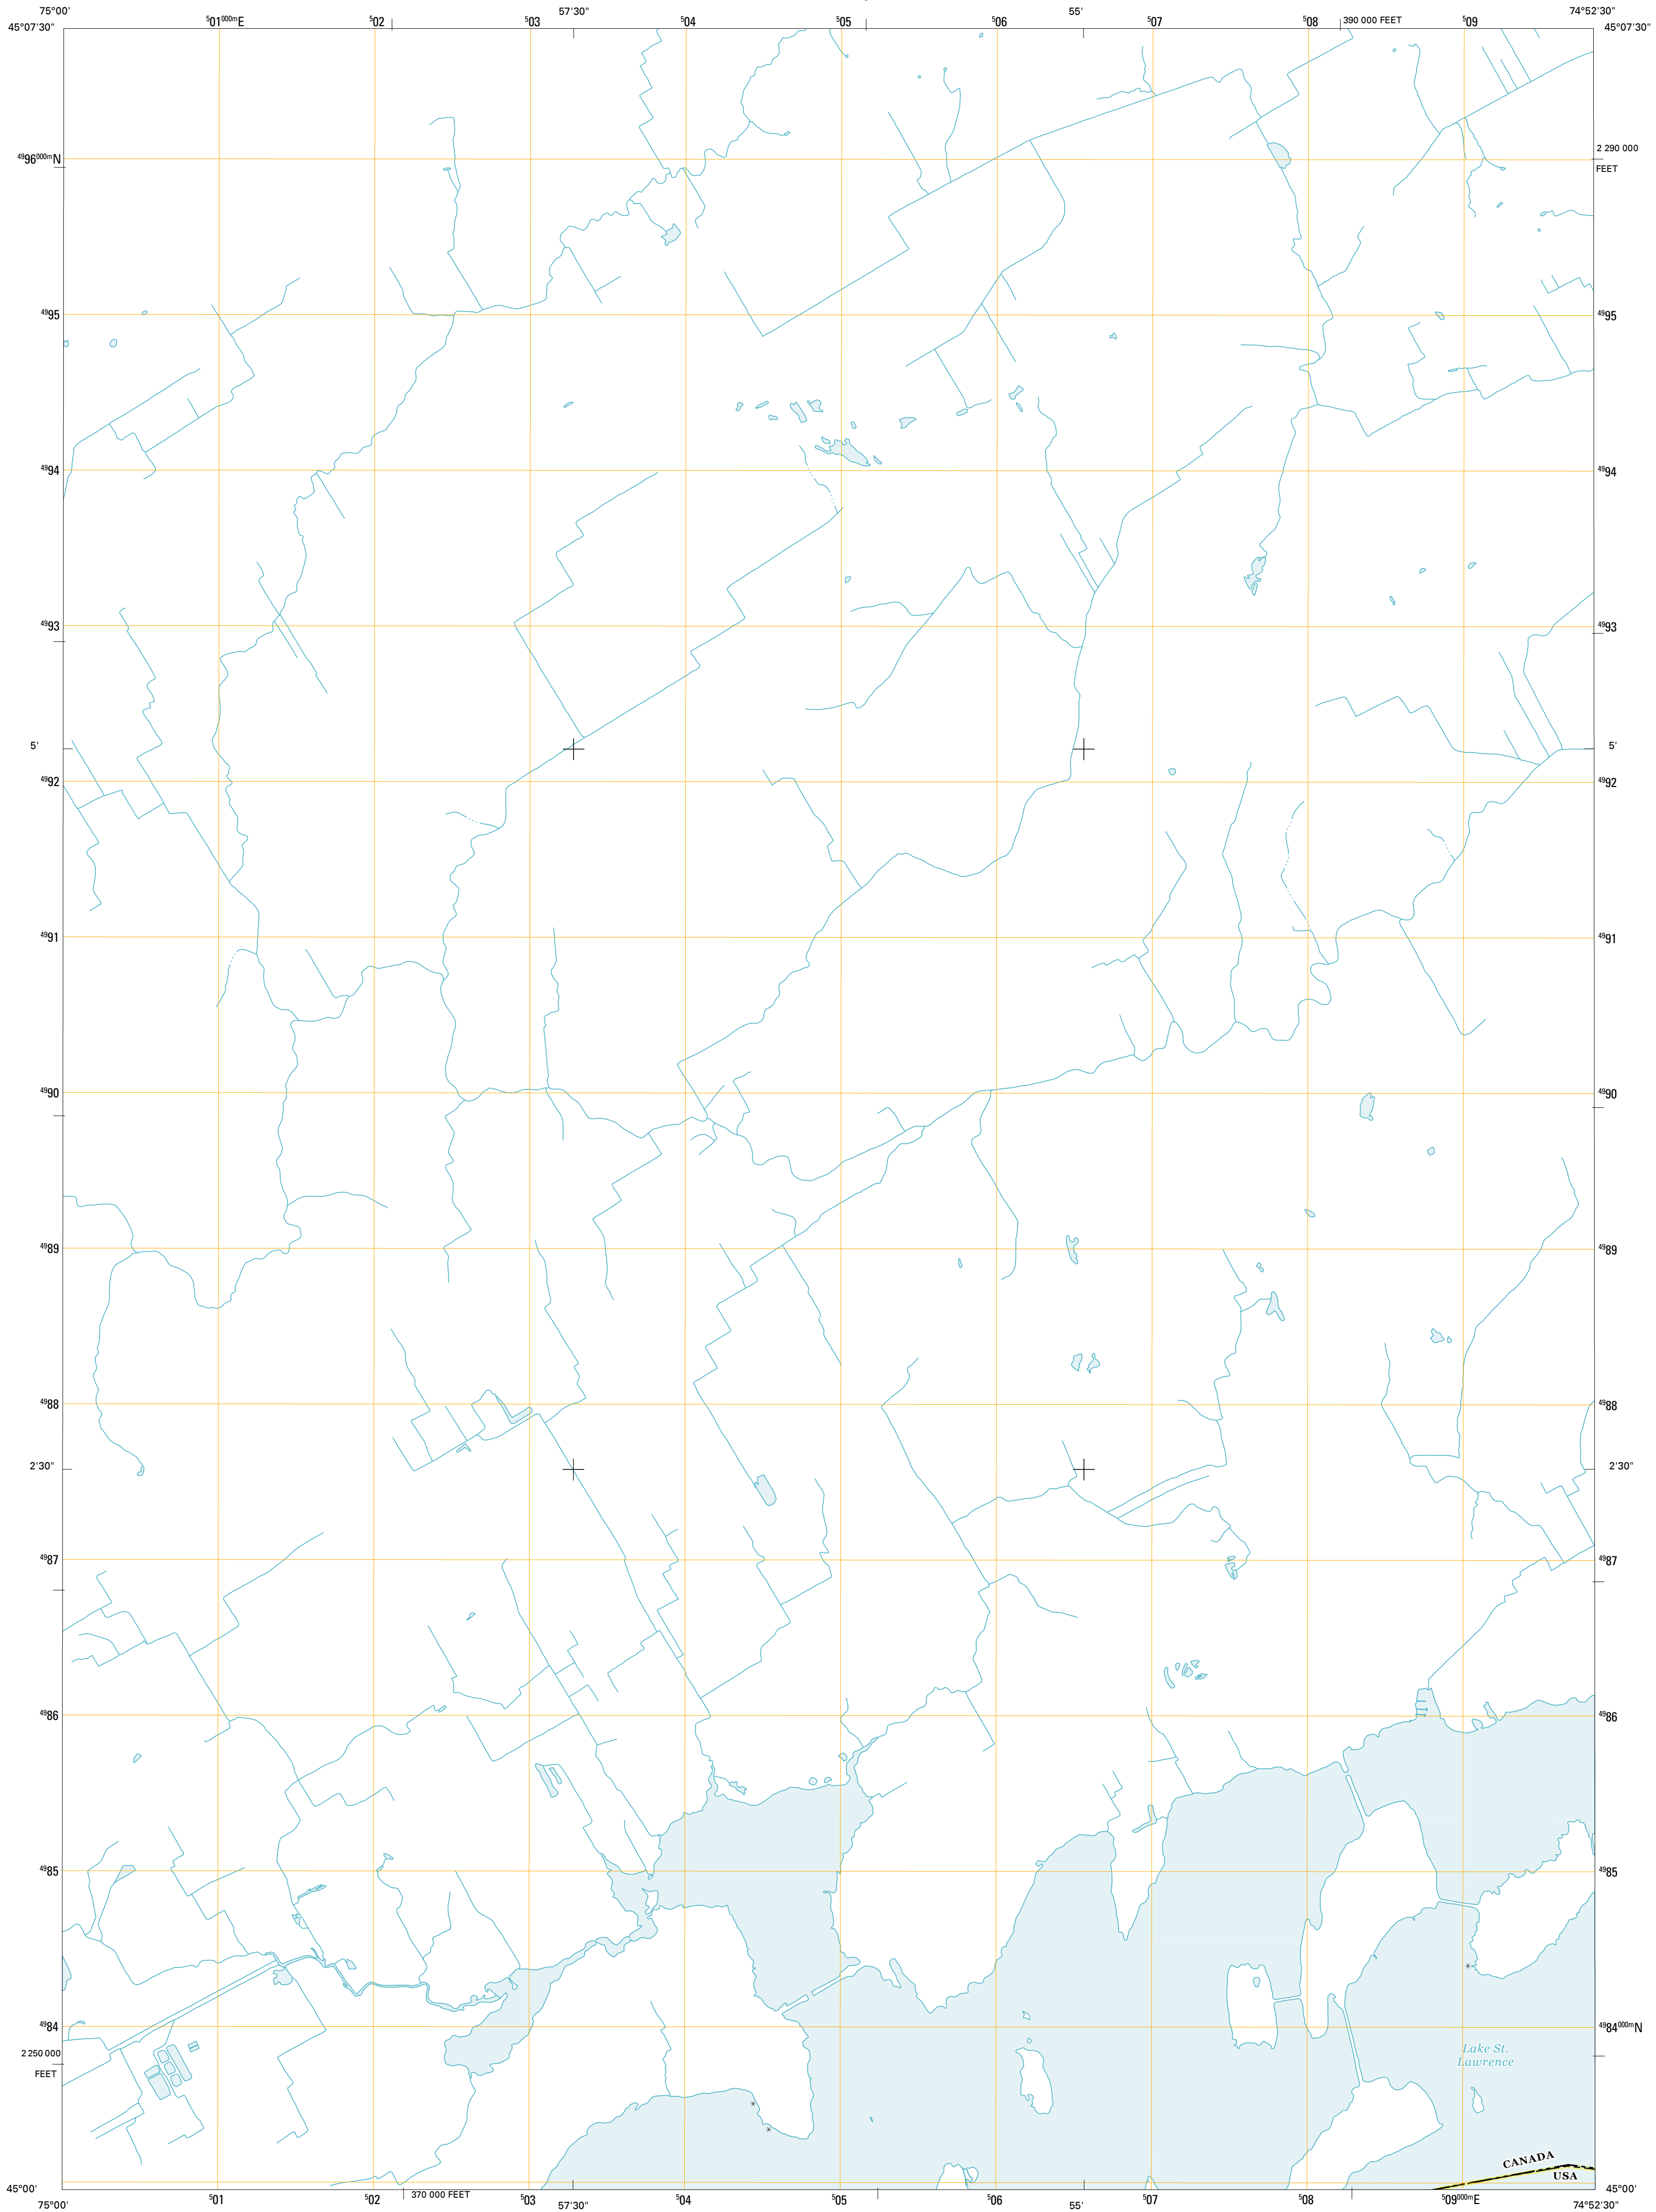 75°00' 501000mE 502 57'30" 503 504 505 506 55' 507 508 390 000 FEET 509 74°52'30"
45°07'30" 45°07'30"
4996000mN 2 290 000
FEET
4995 4995
4994 4994
4993 4993
5' 5'
4992 4992
4991 4991
4990 4990
4989 4989
4988 4988
2'30" 2'30"
4987 4987
4986 4986
4985 4985
4984 4984000mN
2 250 000
FEET
Lake St.
Lawrence
CANADA
USA
45°00' 45°00'
75°00' 501 502 370 000 FEET 503 57'30" 504 505 506 55' 507 508 509000mE 74°52'30"